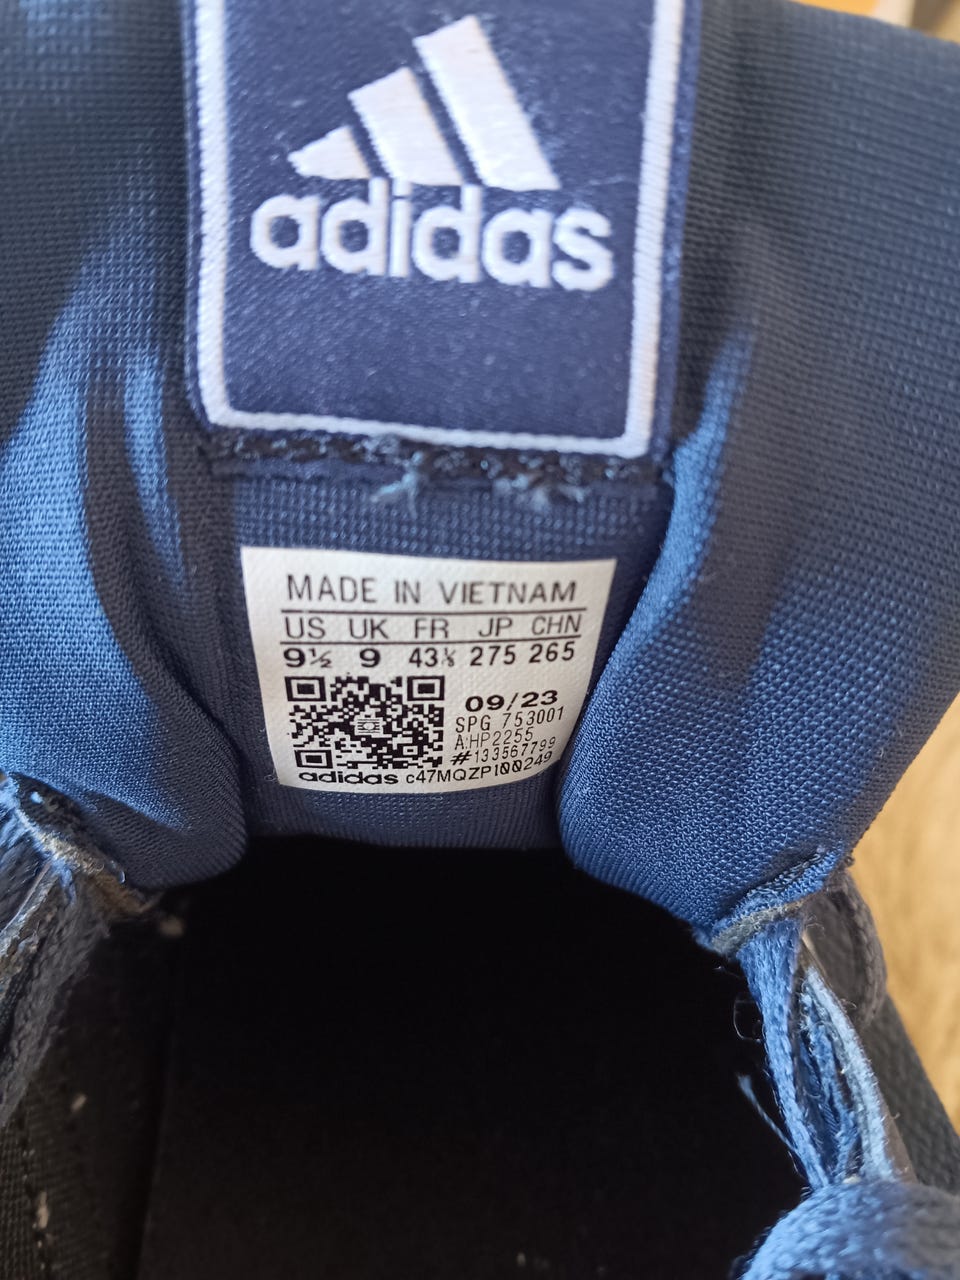 adidas
MADE IN VIETNAM
US UK FR JP CHN
9½ 9 43⅓ 275 265
09/23
SPG 753001
A:HP2255
#133567799
adidas c47MQZP100249